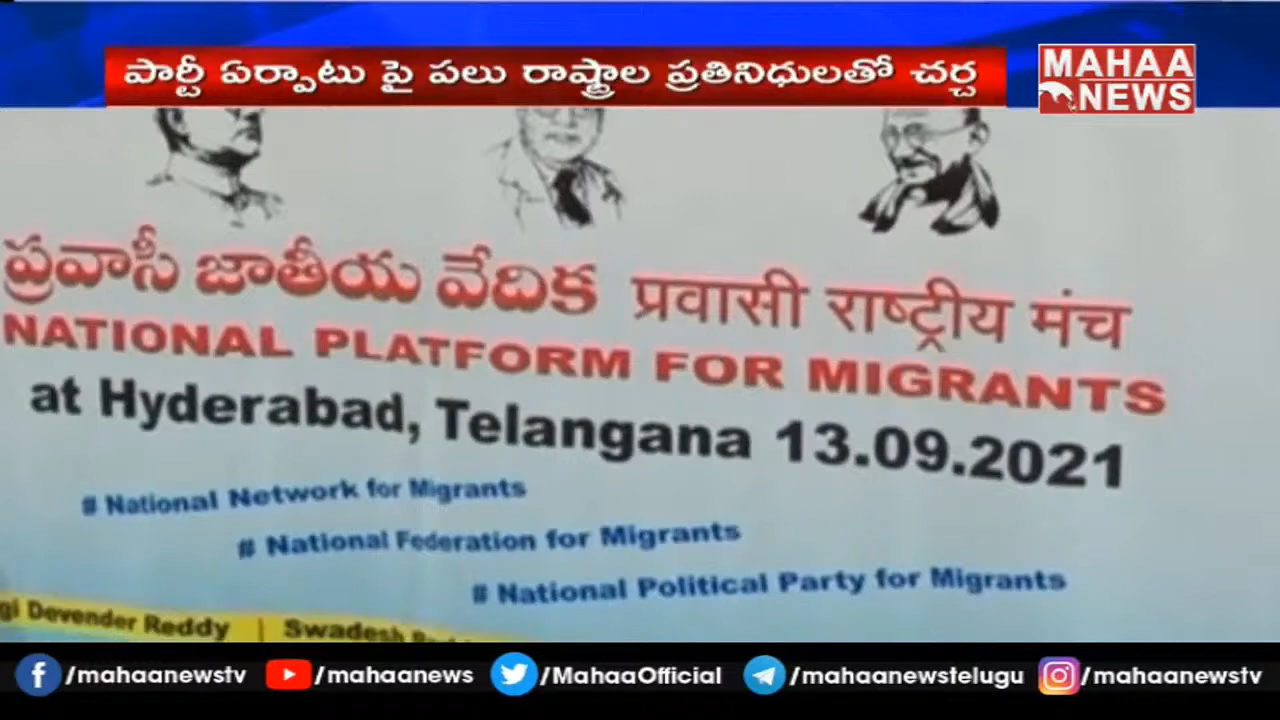 పార్టీ ఏర్పాటు పై పలు రాష్ట్రాల ప్రతినిధులతో చర్చ
MAHAA
NEWS
ప్రవాసీ జాతీయ వేదిక प्रवासी राष्ट्रीय मंच
NATIONAL PLATFORM FOR MIGRANTS
at Hyderabad, Telangana 13.09.2021
# National Network for Migrants
# National Federation for Migrants
# National Political Party for Migrants
Devender Reddy | Swadesh
/mahaanewstv /mahaanews /MahaaOfficial /mahaanewstelugu /mahaanewstv